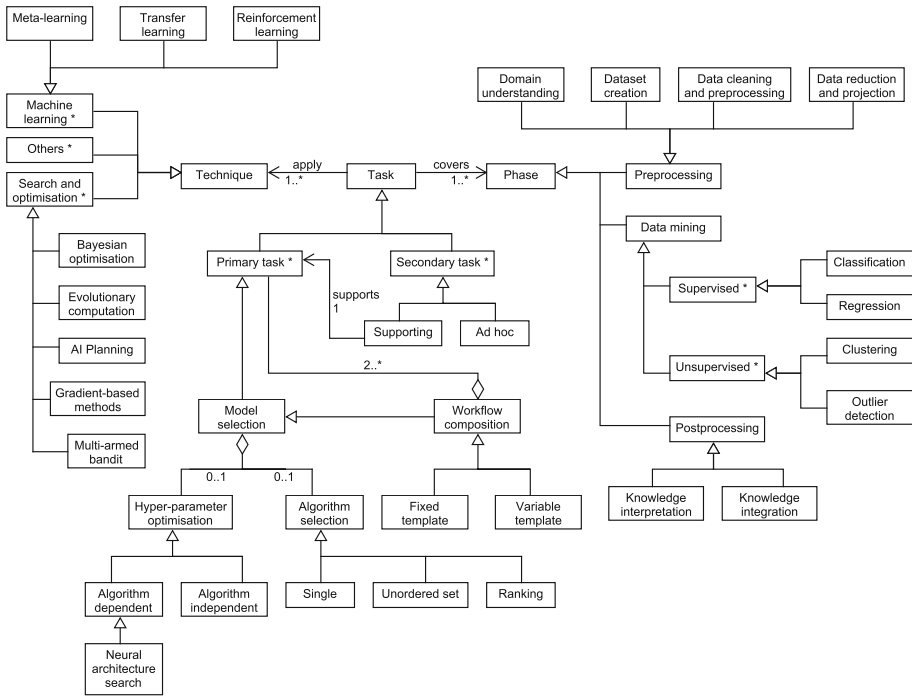 Meta-learning
Transfer
learning
Reinforcement
learning
Machine
learning *
Others *
Search and
optimisation *
Technique
apply
1..*
Task
covers
1..*
Phase
Domain
understanding
Dataset
creation
Data cleaning
and preprocessing
Data reduction
and projection
Preprocessing
Data mining
Bayesian
optimisation
Evolutionary
computation
AI Planning
Gradient-based
methods
Multi-armed
bandit
Primary task *
Secondary task *
supports
1
Supporting
Ad hoc
2..*
Supervised *
Classification
Regression
Unsupervised *
Clustering
Outlier
detection
Model
selection
Workflow
composition
Postprocessing
0..1
0..1
Hyper-parameter
optimisation
Algorithm
selection
Fixed
template
Variable
template
Knowledge
interpretation
Knowledge
integration
Algorithm
dependent
Algorithm
independent
Single
Unordered set
Ranking
Neural
architecture
search